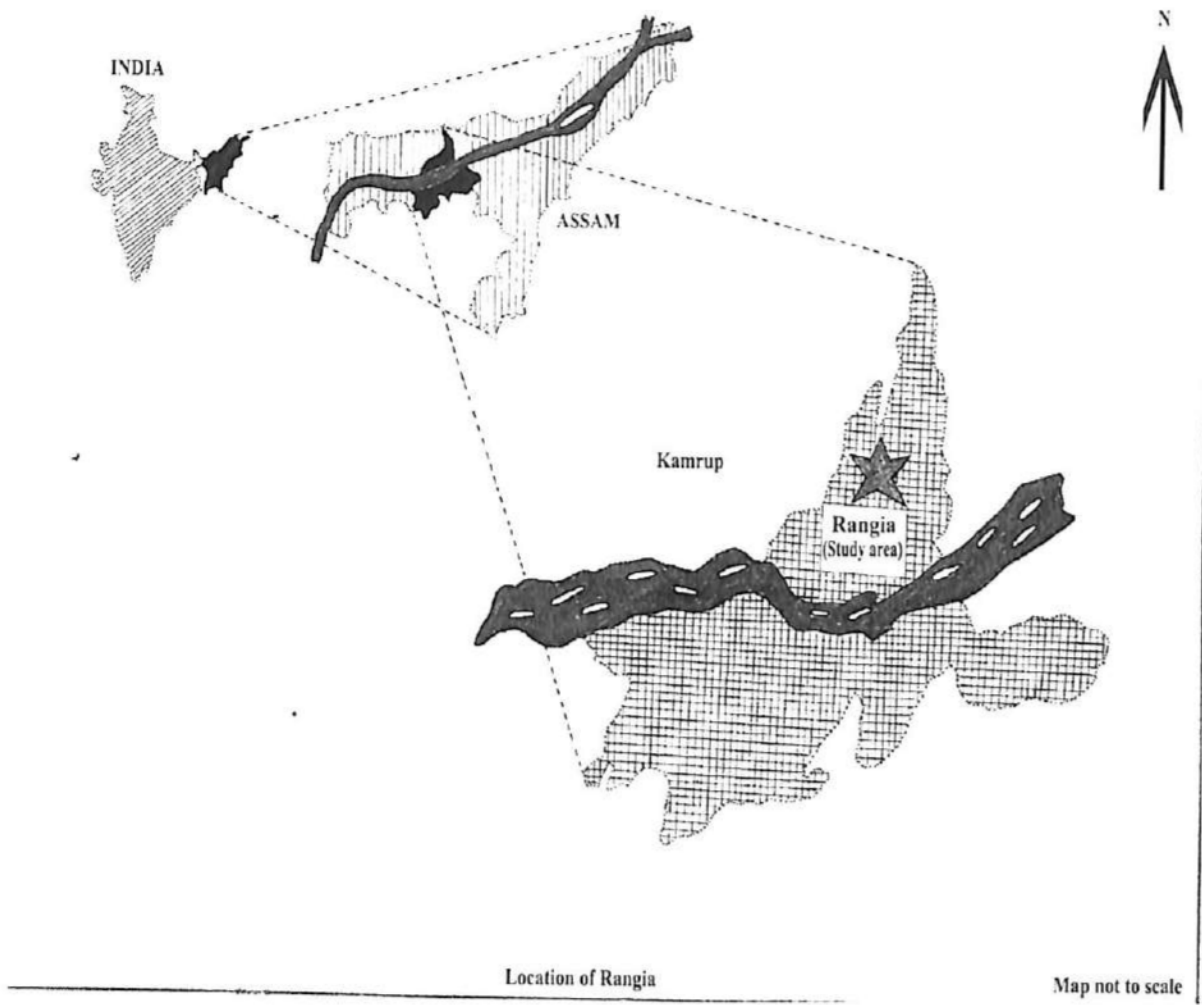 N
INDIA
ASSAM
Kamrup
Rangia
(Study area)
Location of Rangia
Map not to scale